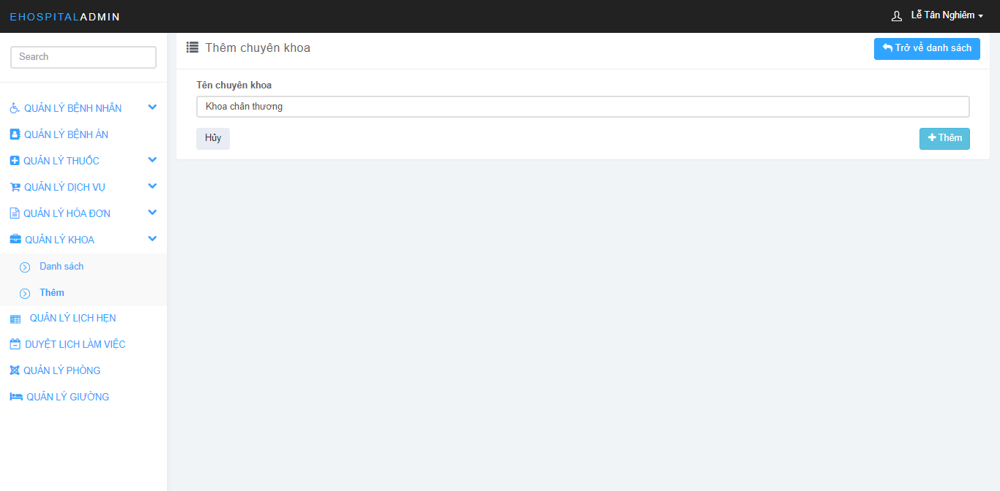 EHOSPITALADMIN
Lễ Tân Nghiêm
Search
Thêm chuyên khoa
Trở về danh sách
Tên chuyên khoa
Khoa chấn thương
Hủy
Thêm
QUẢN LÝ BỆNH NHÂN
QUẢN LÝ BỆNH ÁN
QUẢN LÝ THUỐC
QUẢN LÝ DỊCH VỤ
QUẢN LÝ HÓA ĐƠN
QUẢN LÝ KHOA
Danh sách
Thêm
QUẢN LÝ LỊCH HẸN
DUYỆT LỊCH LÀM VIỆC
QUẢN LÝ PHÒNG
QUẢN LÝ GIƯỜNG